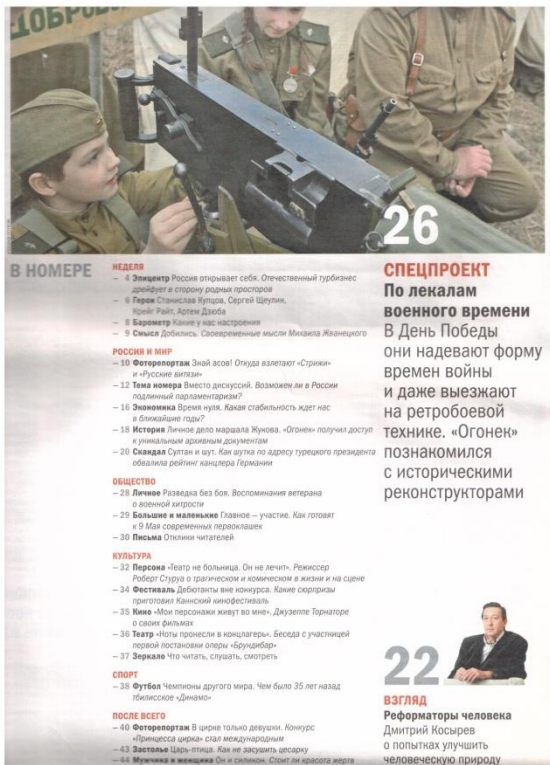 ДОБРО
26
В НОМЕРЕ
НЕДЕЛЯ
— 4 Эпицентр Россия открывает себя. Отечественный турбизнес
дрейфует в сторону родных просторов
— 6 Герои Станислав Купцов, Сергей Щеулин,
Крейг Райт, Артем Дзюба
— 8 Барометр Какие у нас настроения
— 9 Смысл Добились. Своевременные мысли Михаила Жванецкого
РОССИЯ И МИР
— 10 Фоторепортаж Знай асов! Откуда взлетают «Стрижи»
и «Русские витязи»
— 12 Тема номера Вместо дискуссий. Возможен ли в России
подлинный парламентаризм?
— 16 Экономика Время нуля. Какая стабильность ждет нас
в ближайшие годы?
— 18 История Личное дело маршала Жукова. «Огонек» получил доступ
к уникальным архивным документам
— 20 Скандал Султан и шут. Как шутка по адресу турецкого президента
обвалила рейтинг канцлера Германии
ОБЩЕСТВО
— 28 Личное Разведка без боя. Воспоминания ветерана
о военной хитрости
— 29 Большие и маленькие Главное — участие. Как готовят
к 9 Мая современных первоклашек
— 30 Письма Отклики читателей
КУЛЬТУРА
— 32 Персона «Театр не больница. Он не лечит». Режиссер
Роберт Стуруа о трагическом и комическом в жизни и на сцене
— 34 Фестиваль Дебютанты вне конкурса. Какие сюрпризы
приготовил Каннский кинофестиваль
— 35 Кино «Мои персонажи живут во мне». Джузеппе Торнаторе
о своих фильмах
— 36 Театр «Ноты пронесли в концлагерь». Беседа с участницей
первой постановки оперы «Брундибар»
— 37 Зеркало Что читать, слушать, смотреть
СПОРТ
— 38 Футбол Чемпионы другого мира. Чем было 35 лет назад
тбилисское «Динамо»
ПОСЛЕ ВСЕГО
— 40 Фоторепортаж В цирке только девушки. Конкурс
«Принцесса цирка» стал международным
— 43 Застолье Царь-птица. Как не засушить цесарку
— 44 Мужчина и женщина Он и силикон. Стоит ли красота жертв
СПЕЦПРОЕКТ
По лекалам
военного времени
В День Победы
они надевают форму
времен войны
и даже выезжают
на ретробоевой
технике. «Огонек»
познакомился
с историческими
реконструкторами
22
ВЗГЛЯД
Реформаторы человека
Дмитрий Косырев
о попытках улучшить
человеческую природу